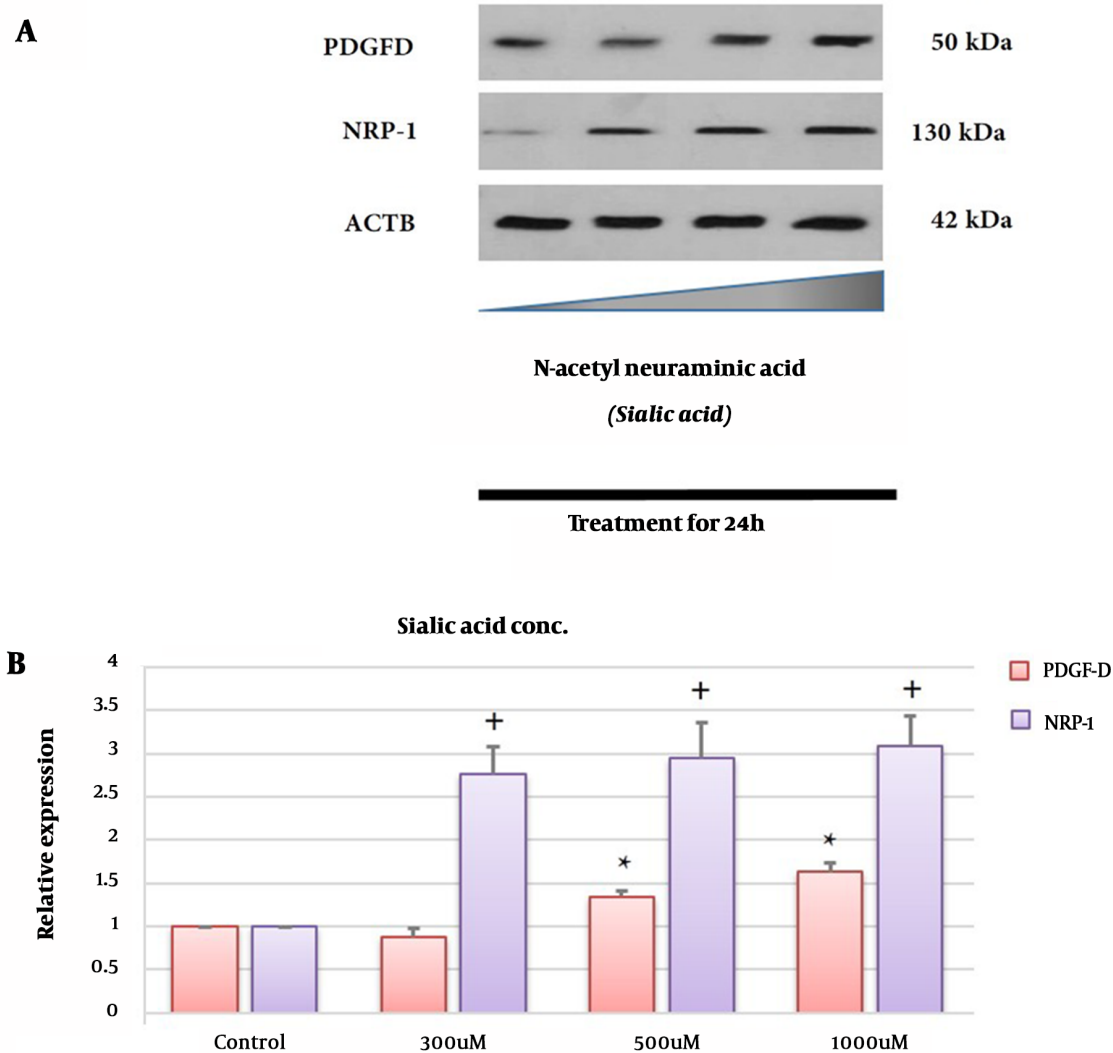 A
PDGFD
50 kDa
NRP-1
130 kDa
ACTB
42 kDa
N-acetyl neuraminic acid
(Sialic acid)
Treatment for 24h
Sialic acid conc.
B
Relative expression
4
3.5
3
2.5
2
1.5
1
0.5
0
+
+
+
*
*
Control
300uM
500uM
1000uM
PDGF-D
NRP-1